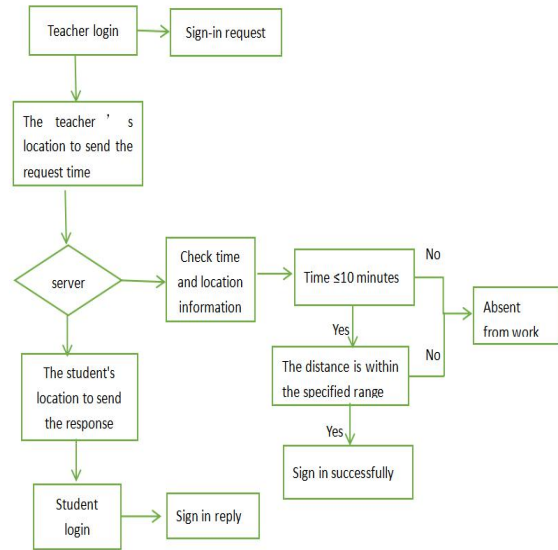 Teacher login
Sign-in request
The teacher ’ s
location to send the
request time
server
Check time
and location
information
Time ≤10 minutes
No
Absent
from work
Yes
The distance is within
the specified range
No
The student's
location to send
the response
Yes
Sign in successfully
Student
login
Sign in reply